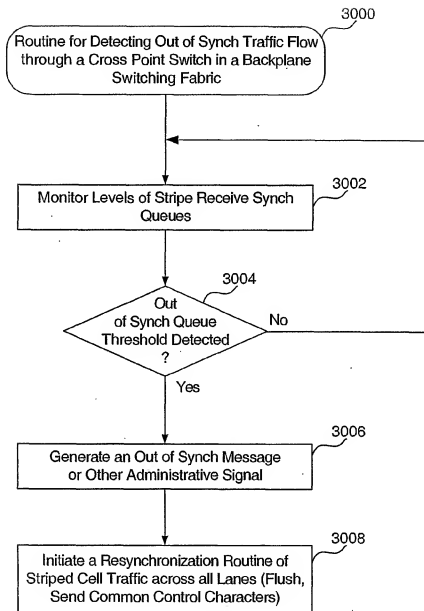 3000
Routine for Detecting Out of Synch Traffic Flow
through a Cross Point Switch in a Backplane
Switching Fabric
3002
Monitor Levels of Stripe Receive Synch
Queues
3004
Out
of Synch Queue
Threshold Detected
?
No
Yes
3006
Generate an Out of Synch Message
or Other Administrative Signal
3008
Initiate a Resynchronization Routine of
Striped Cell Traffic across all Lanes (Flush,
Send Common Control Characters)